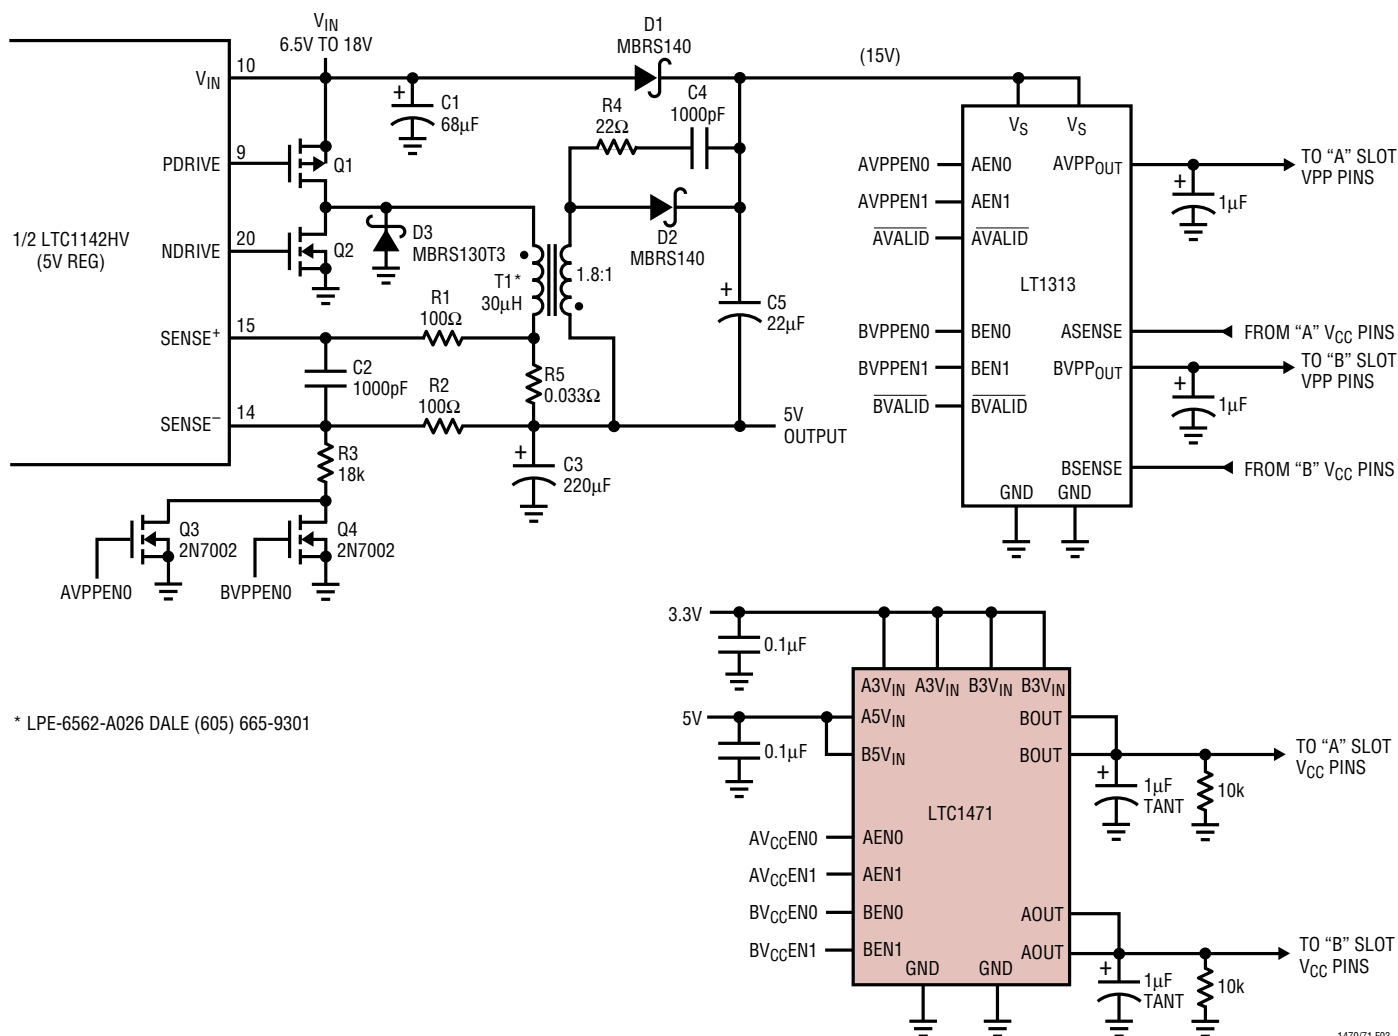 V_IN
6.5V TO 18V
D1
MBRS140
(15V)
V_IN
10
+
C1
68μF
R4
22Ω
C4
1000pF
V_S
V_S
PDRIVE
9
Q1
AVPPEN0
AEN0
AVPP_OUT
TO “A” SLOT
VPP PINS
+
1μF
AVPPEN1
AEN1
1/2 LTC1142HV
(5V REG)
NDRIVE
20
Q2
D3
MBRS130T3
D2
MBRS140
AVALID
AVALID
T1*
30μH
1.8:1
LT1313
+
C5
22μF
SENSE+
15
R1
100Ω
BVPPEN0
BEN0
ASENSE
FROM “A” V_CC PINS
BVPPEN1
BEN1
BVPP_OUT
TO “B” SLOT
VPP PINS
+
1μF
C2
1000pF
R2
100Ω
R5
0.033Ω
BVALID
BVALID
SENSE–
14
5V
OUTPUT
R3
18k
+
C3
220μF
BSENSE
FROM “B” V_CC PINS
GND
GND
Q3
2N7002
Q4
2N7002
AVPPEN0
BVPPEN0
3.3V
0.1μF
A3V_IN
A3V_IN
B3V_IN
B3V_IN
* LPE-6562-A026 DALE (605) 665-9301
5V
0.1μF
A5V_IN
BOUT
B5V_IN
BOUT
TO “A” SLOT
V_CC PINS
+
1μF
TANT
10k
LTC1471
AV_CCEN0
AEN0
AV_CCEN1
AEN1
BV_CCEN0
BEN0
AOUT
BV_CCEN1
BEN1
AOUT
TO “B” SLOT
V_CC PINS
GND
GND
+
1μF
TANT
10k